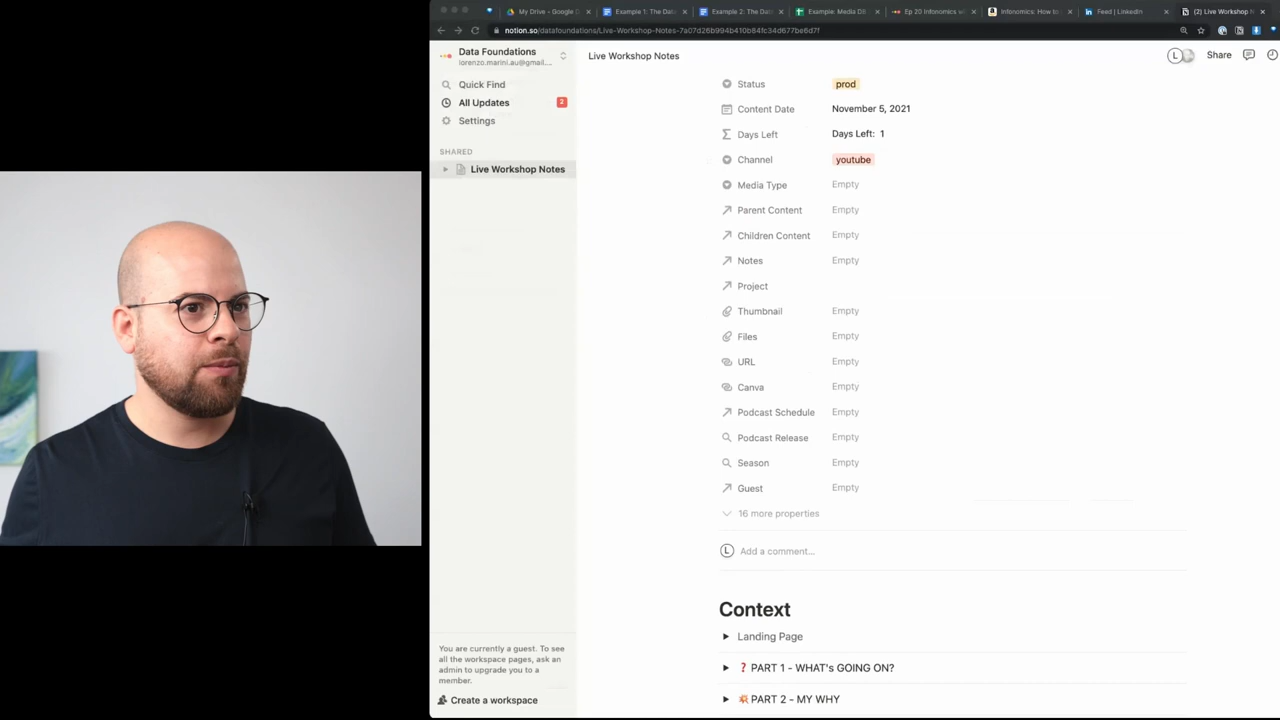 My Drive - Google D
Example 1: The Data
Example 2: The Data
Example: Media Dil
Ep 20 Infonomics wi
Infonomics: How to
Feed | LinkedIn
(2) Live Workshop N
notion.so/datafoundations/Live-Workshop-Notes-7a07d26b994b410b84fc34d677be6d7f
Data Foundations
lorenzo.marini.au@gmail....
Quick Find
All Updates
2
Settings
SHARED
Live Workshop Notes
You are currently a guest. To see
all the workspace pages, ask an
admin to upgrade you to a
member.
Create a workspace
Live Workshop Notes
L
Share
Status
prod
Content Date
November 5, 2021
Days Left
Days Left: 1
Channel
youtube
Media Type
Empty
Parent Content
Empty
Children Content
Empty
Notes
Empty
Project
Thumbnail
Empty
Files
Empty
URL
Empty
Canva
Empty
Podcast Schedule
Empty
Podcast Release
Empty
Season
Empty
Guest
Empty
16 more properties
L
Add a comment...
Context
Landing Page
❓ PART 1 - WHAT's GOING ON?
💥 PART 2 - MY WHY